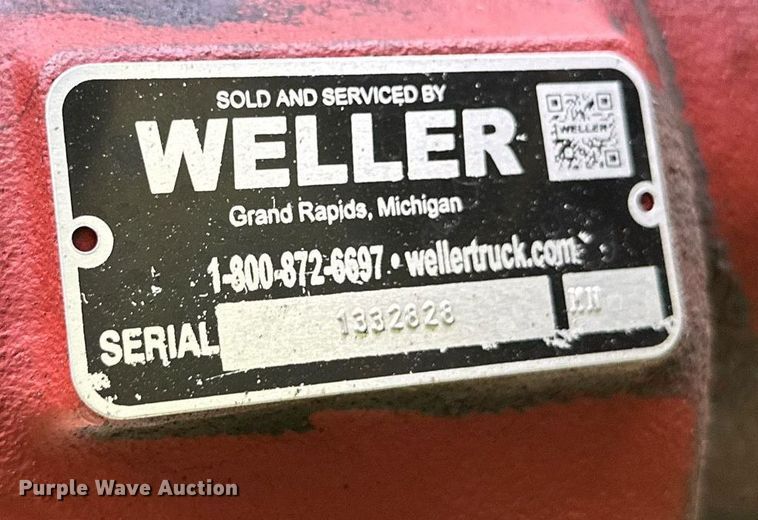 SOLD AND SERVICED BY
WELLER
WELLER
Grand Rapids, Michigan
1-800-872-6697 • wellertruck.com
SERIAL 1332828
Purple Wave Auction